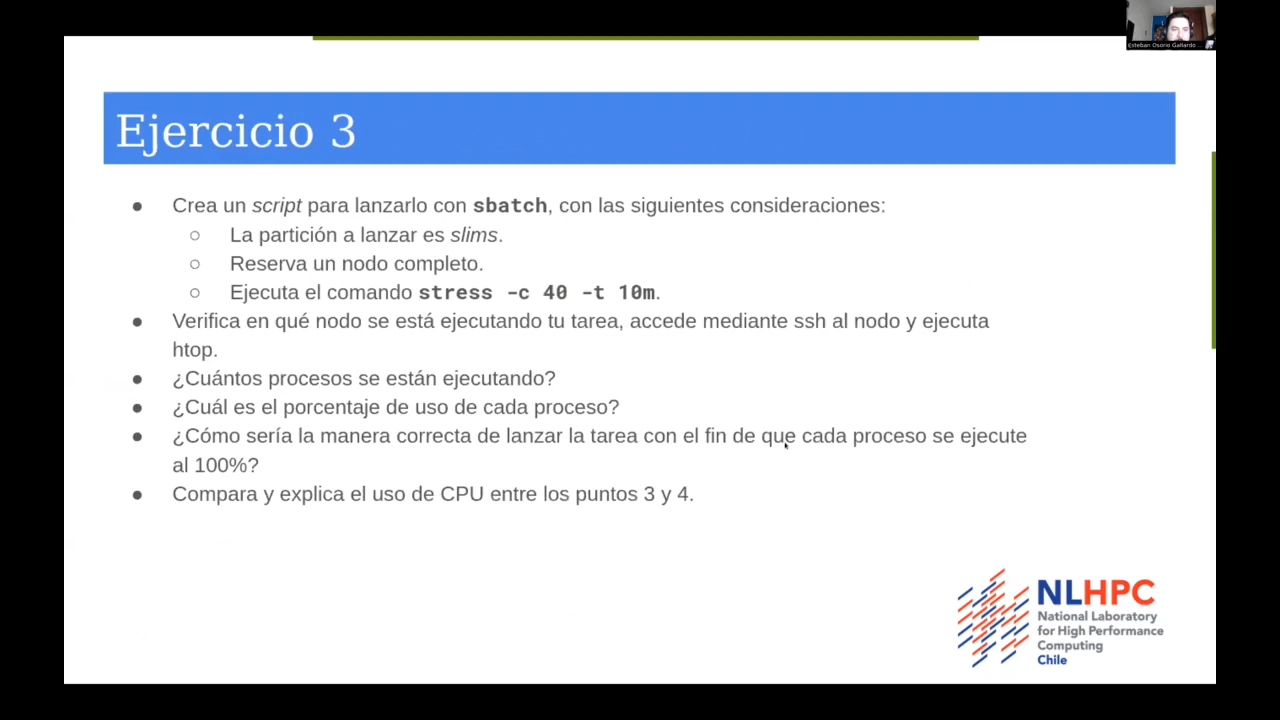 Esteban Osorio Gallardo ...
Ejercicio 3
● Crea un script para lanzarlo con sbatch, con las siguientes consideraciones:
○ La partición a lanzar es slims.
○ Reserva un nodo completo.
○ Ejecuta el comando stress -c 40 -t 10m.
● Verifica en qué nodo se está ejecutando tu tarea, accede mediante ssh al nodo y ejecuta
htop.
● ¿Cuántos procesos se están ejecutando?
● ¿Cuál es el porcentaje de uso de cada proceso?
● ¿Cómo sería la manera correcta de lanzar la tarea con el fin de que cada proceso se ejecute
al 100%?
● Compara y explica el uso de CPU entre los puntos 3 y 4.
NLHPC
National Laboratory
for High Performance
Computing
Chile